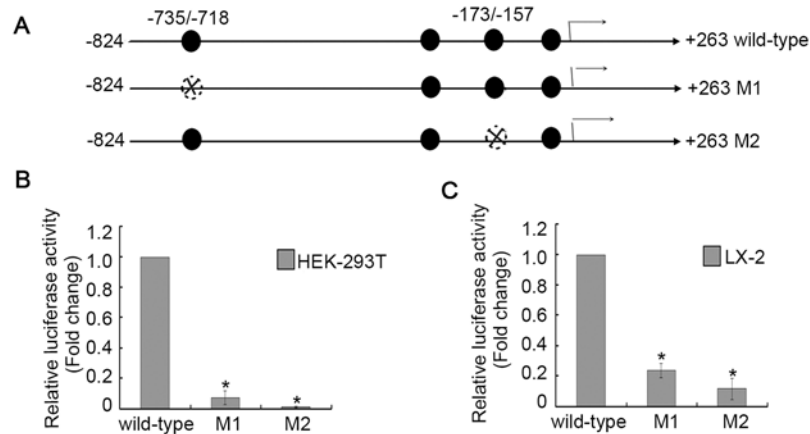 A
-735/-718 -173/-157
-824 +263 wild-type
-824 +263 M1
-824 +263 M2
B
Relative luciferase activity
(Fold change)
1.2
1.0
0.8
0.6
0.4
0.2
0
HEK-293T
* *
wild-type M1 M2
C
Relative luciferase activity
(Fold change)
1.2
1.0
0.8
0.6
0.4
0.2
0
LX-2
* *
wild-type M1 M2